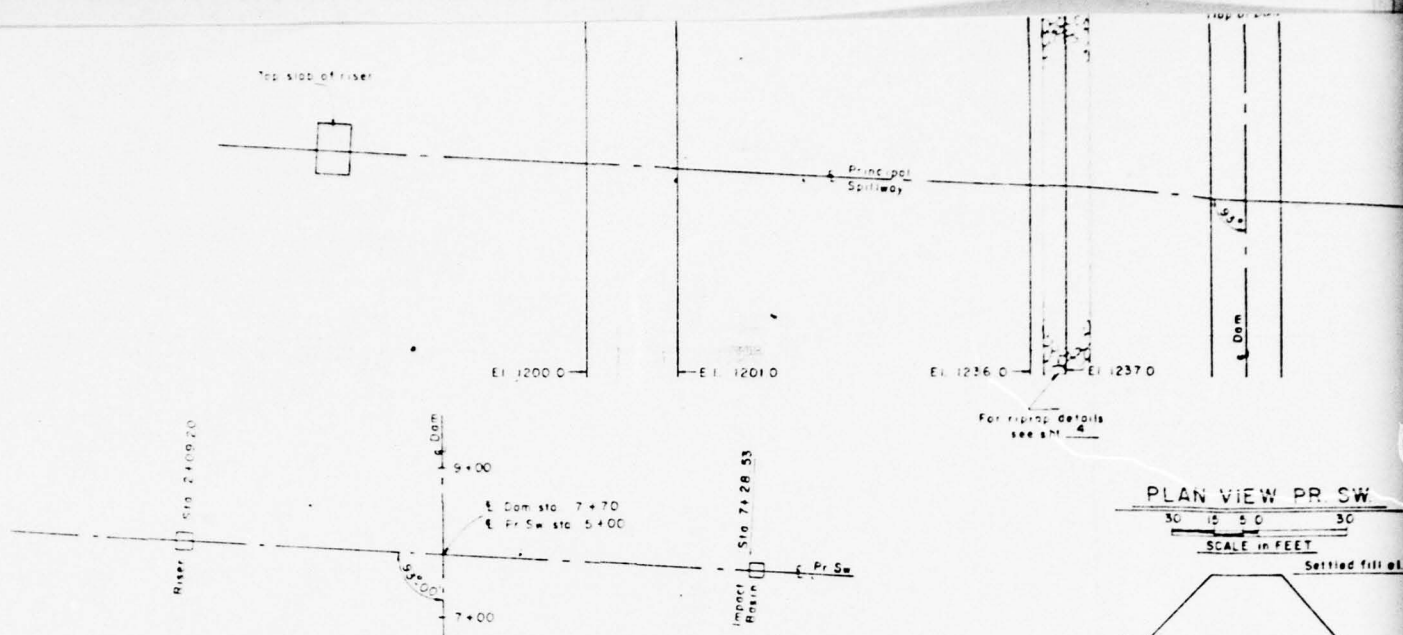 Top slab of riser
℄ Principal
Spillway
93°
℄ Dam
El. 1200.0
El. 1201.0
El. 1236.0
El. 1237.0
For riprap details
see sht. 4
Riser
Sta. 2+09.20
℄ Dam
9+00
℄ Dam sta. 7+70
℄ Pr. Sw. sta. 5+00
93°00'
7+00
Sta. 7+28.53
Impact
Basin
℄ Pr. Sw.
PLAN VIEW PR. SW.
30 15 5 0 30
SCALE in FEET
Settled fill el.